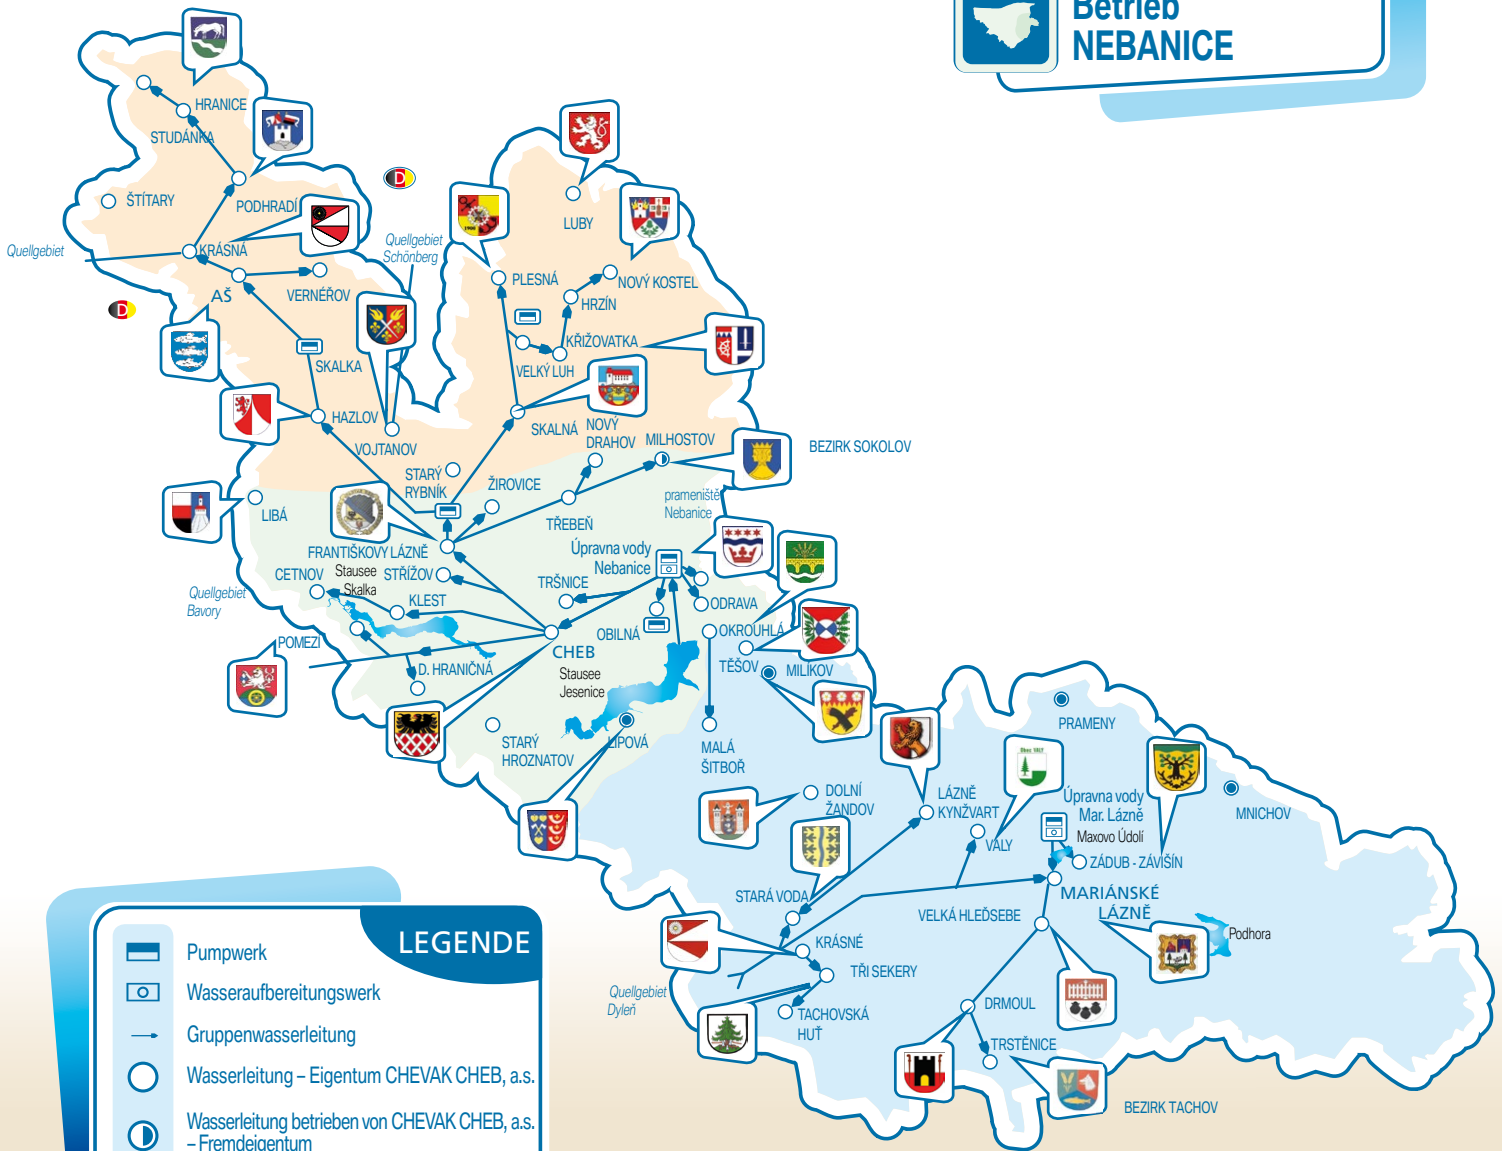 Betrieb
NEBANICE
HRANICE
STUDÁNKA
D
ŠTÍTARY
PODHRADÍ
LUBY
Quellgebiet
KRÁSNÁ
Quellgebiet
Schönberg
PLESNÁ
NOVÝ KOSTEL
AŠ
VERNÉŘOV
HRZÍN
D
KŘIŽOVATKA
SKALKA
VELKÝ LUH
HAZLOV
SKALNÁ
NOVÝ
DRAHOV
MILHOSTOV
BEZIRK SOKOLOV
VOJTANOV
STARÝ
RYBNÍK
ŽIROVICE
prameniště
Nebanice
LIBÁ
TŘEBEŇ
FRANTIŠKOVY LÁZNĚ
Úpravna vody
Nebanice
CETNOV
Stausee
Skalka
STŘÍŽOV
TRŠNICE
Quellgebiet
Bavory
KLEST
ODRAVA
OBILNÁ
OKROUHLÁ
POMEZÍ
CHEB
TĚŠOV
MILÍKOV
D. HRANIČNÁ
Stausee
Jesenice
PRAMENY
STARÝ
HROZNATOV
LIPOVÁ
MALÁ
ŠITBOŘ
Obec VALY
DOLNÍ
ŽANDOV
LÁZNĚ
KYNŽVART
Úpravna vody
Mar. Lázně
Maxovo Údolí
MNICHOV
VALY
ZÁDUB - ZÁVIŠÍN
STARÁ VODA
MARIÁNSKÉ
LÁZNĚ
VELKÁ HLEĎSEBE
Podhora
KRÁSNÉ
TŘI SEKERY
Quellgebiet
Dyleň
TACHOVSKÁ
HUŤ
DRMOUL
TRSTĚNICE
BEZIRK TACHOV
LEGENDE
Pumpwerk
Wasseraufbereitungswerk
Gruppenwasserleitung
Wasserleitung – Eigentum CHEVAK CHEB, a.s.
Wasserleitung betrieben von CHEVAK CHEB, a.s.
– Fremdeigentum